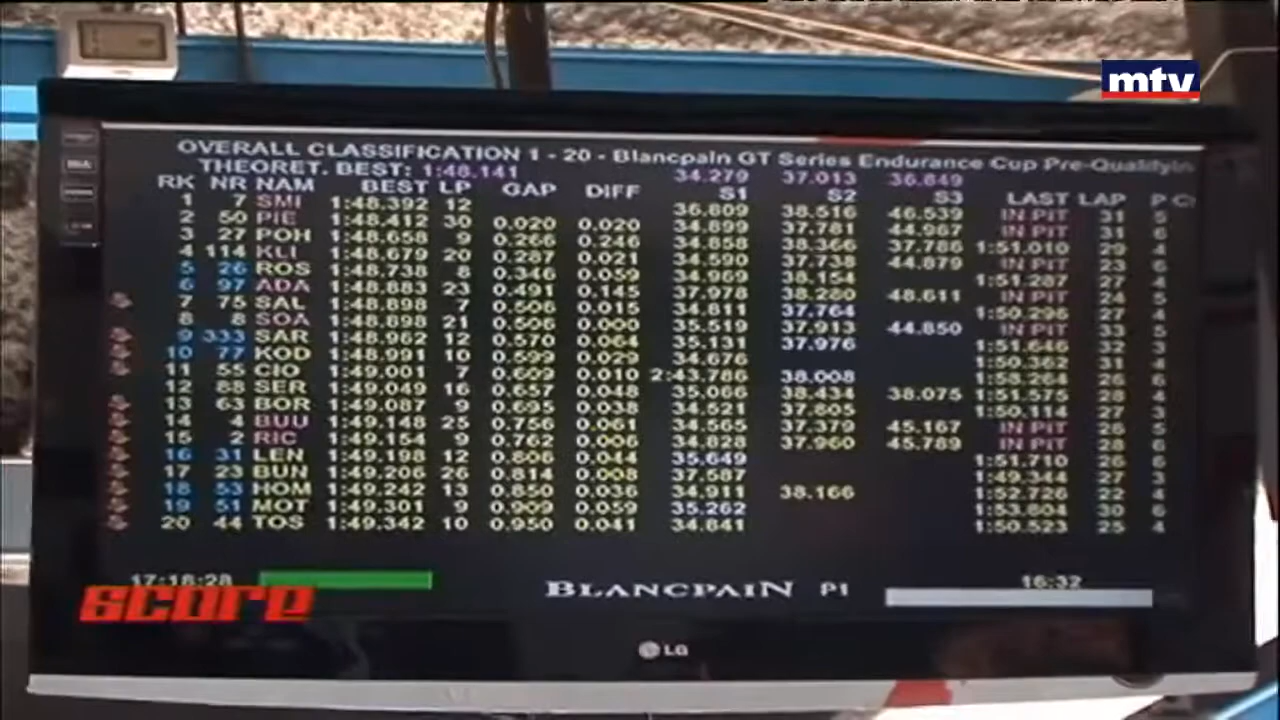 mtv
OVERALL CLASSIFICATION 1 - 20 - Blancpain GT Series Endurance Cup Pre-Qualifyin
THEORET. BEST: 1:48.141 34.279 37.013 36.849
RK NR NAM BEST LP GAP DIFF S1 S2 S3 LAST LAP P
1 7 SMI 1:48.392 12 36.809 38.516 46.539 IN PIT 31 5
2 50 PIE 1:48.412 30 0.020 0.020 34.899 37.781 44.967 IN PIT 31 6
3 27 POH 1:48.658 9 0.266 0.246 34.858 38.366 37.786 1:51.010 29 4
4 114 KLI 1:48.679 20 0.287 0.021 34.590 37.738 44.879 IN PIT 23 6
5 26 ROS 1:48.738 8 0.346 0.059 34.969 38.154 1:51.287 27 4
6 97 ADA 1:48.883 23 0.491 0.145 37.978 38.280 48.611 IN PIT 24 5
7 75 SAL 1:48.898 7 0.506 0.015 34.811 37.764 1:50.296 27 4
8 8 SOA 1:48.898 21 0.506 0.000 35.519 37.913 44.850 IN PIT 33 5
9 333 SAR 1:48.962 12 0.570 0.064 35.131 37.976 1:51.646 32 3
10 77 KOD 1:48.991 10 0.599 0.029 34.676 1:50.362 31 4
11 55 CIO 1:49.001 7 0.609 0.010 2:43.786 38.008 1:58.264 26 6
12 88 SER 1:49.049 16 0.657 0.048 35.066 38.434 38.075 1:51.575 28 4
13 63 BOR 1:49.087 9 0.695 0.038 34.521 37.805 1:50.114 27 3
14 4 BUU 1:49.148 25 0.756 0.061 34.565 37.379 45.167 IN PIT 26 5
15 2 RIC 1:49.154 9 0.762 0.006 34.828 37.960 45.789 IN PIT 28 6
16 31 LEN 1:49.198 12 0.806 0.044 35.649 1:51.710 26 6
17 23 BUN 1:49.206 26 0.814 0.008 37.587 1:49.344 27 3
18 53 HOM 1:49.242 13 0.850 0.036 34.911 38.166 1:52.726 22 4
19 51 MOT 1:49.301 9 0.909 0.059 35.262 1:53.804 30 6
20 44 TOS 1:49.342 10 0.950 0.041 34.841 1:50.523 25 4
17:18:28 BLANCPAIN P1 16:32
score
LG